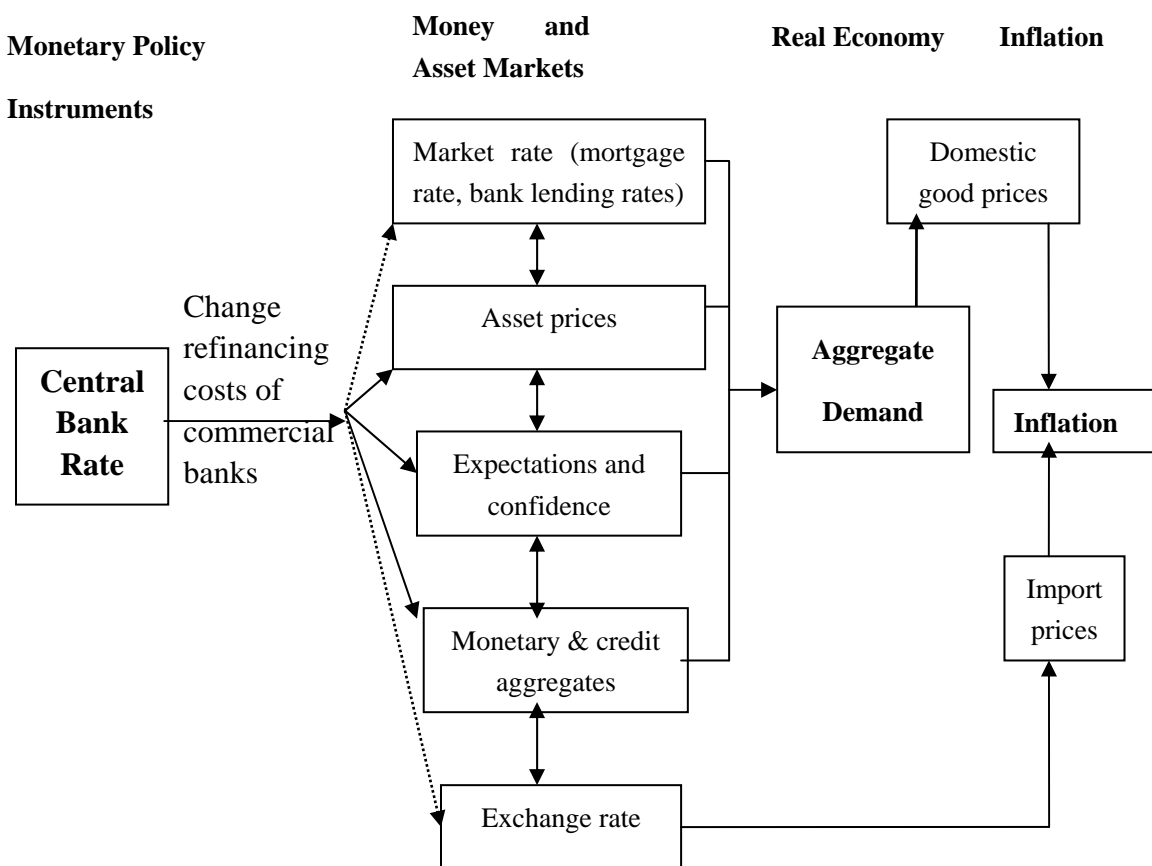 Monetary Policy
Instruments
Money and
Asset Markets
Real Economy
Inflation
Market rate (mortgage
rate, bank lending rates)
Domestic
good prices
Change
refinancing
costs of
commercial
banks
Asset prices
Central
Bank
Rate
Aggregate
Demand
Inflation
Expectations and
confidence
Import
prices
Monetary & credit
aggregates
Exchange rate